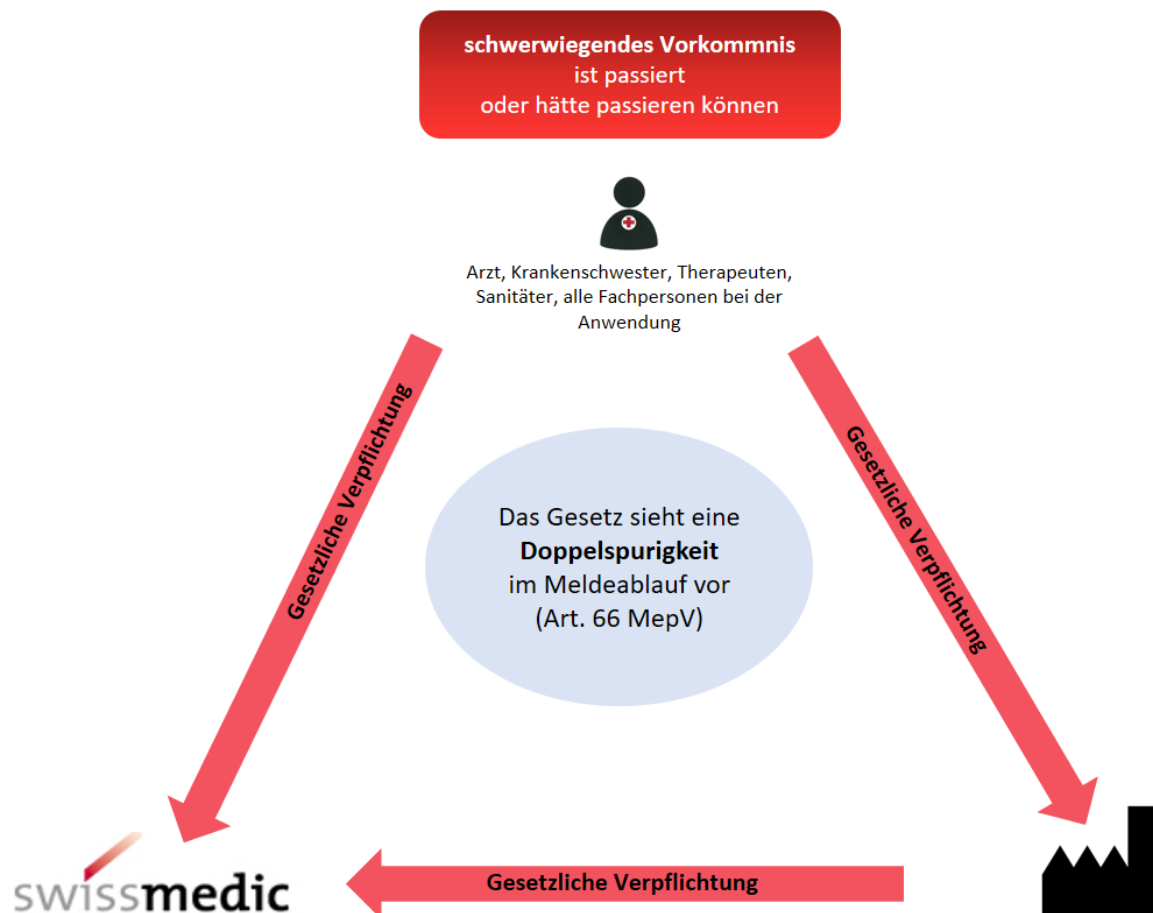 schwerwiegendes Vorkommnis
ist passiert
oder hätte passieren können
Arzt, Krankenschwester, Therapeuten,
Sanitäter, alle Fachpersonen bei der
Anwendung
Gesetzliche Verpflichtung
Gesetzliche Verpflichtung
Das Gesetz sieht eine
Doppelspurigkeit
im Meldeablauf vor
(Art. 66 MepV)
swissmedic
Gesetzliche Verpflichtung